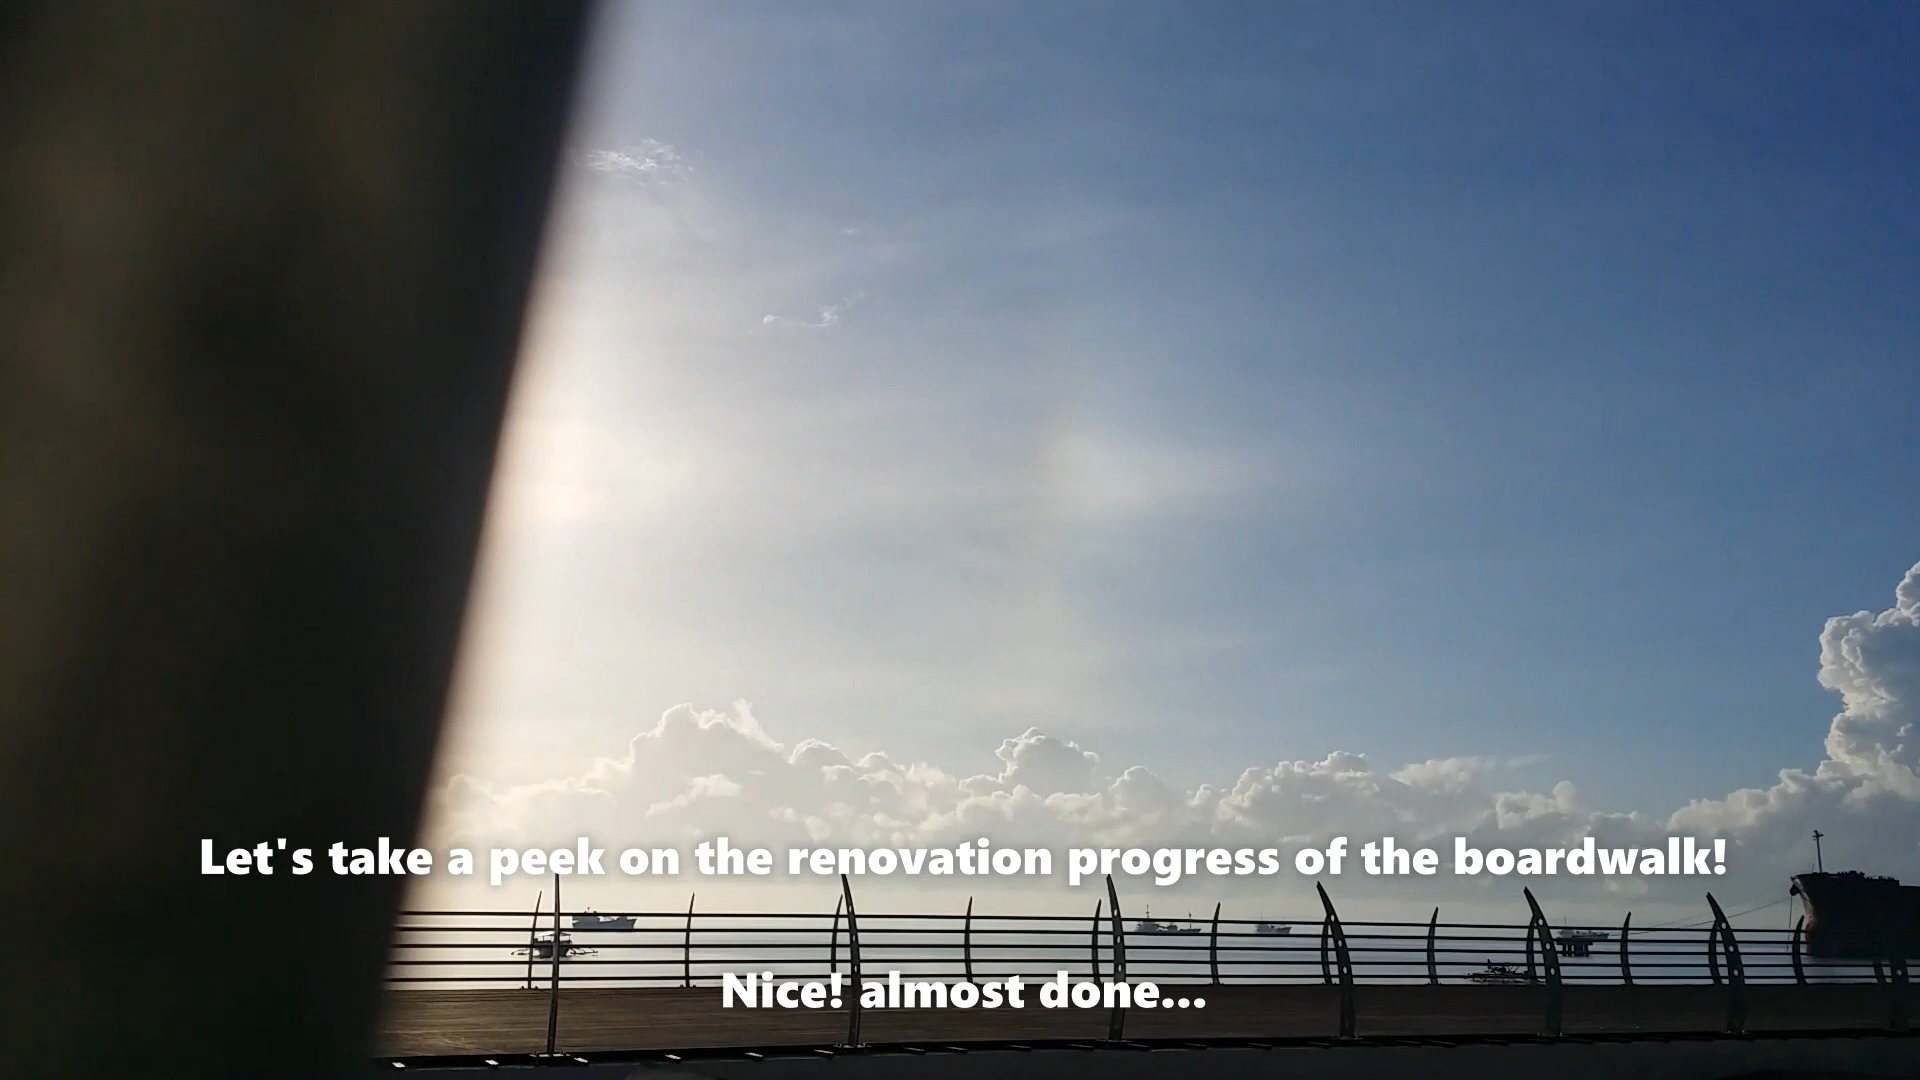 Let's take a peek on the renovation progress of the boardwalk!
Nice! almost done...